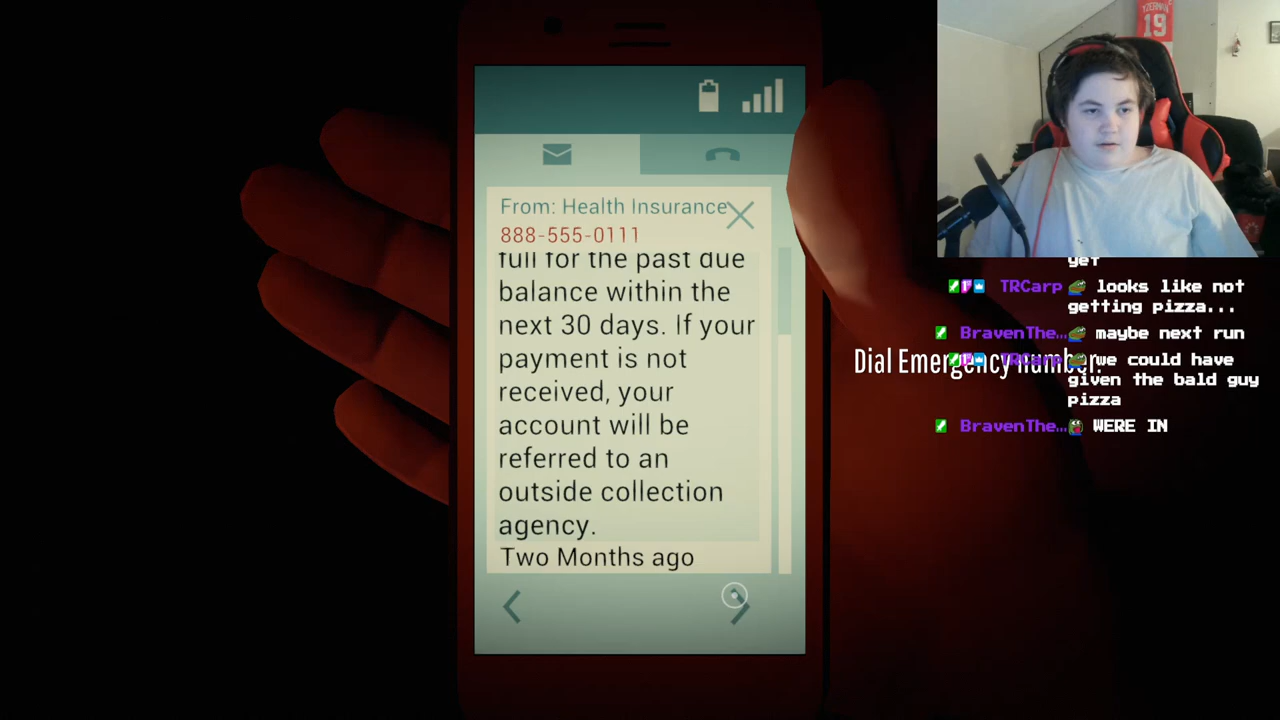 From: Health Insurance
888-555-0111
full for the past due
balance within the
next 30 days. If your
payment is not
received, your
account will be
referred to an
outside collection
agency.
Two Months ago
Dial Emergency number.
19
yet
TRCarp looks like not
getting pizza...
BravenThe… maybe next run
TRCarp we could have
given the bald guy
pizza
BravenThe… WERE IN